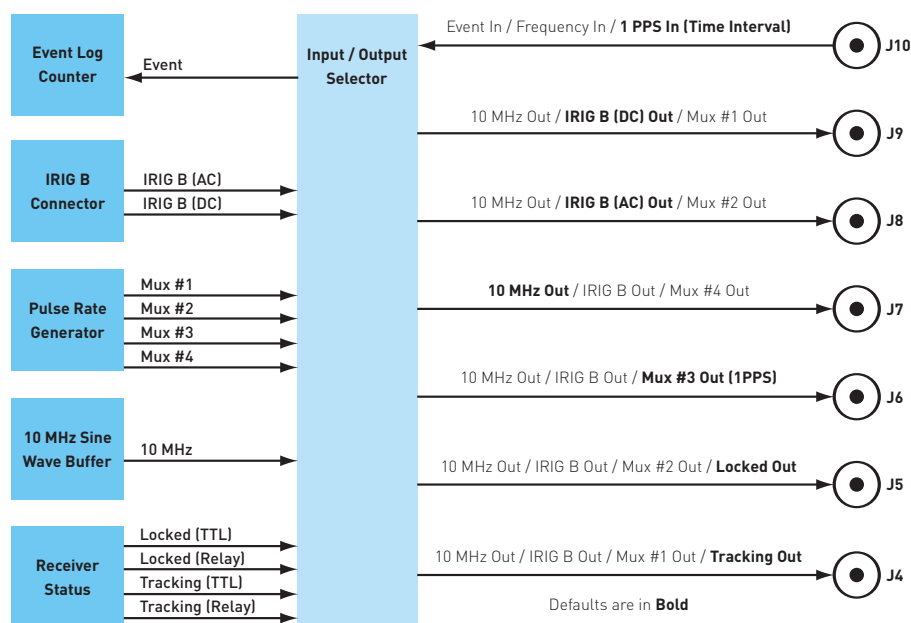 Event Log
Counter
Event
Input / Output
Selector
Event In / Frequency In / 1 PPS In (Time Interval)
J10
10 MHz Out / IRIG B (DC) Out / Mux #1 Out
J9
IRIG B
Connector
IRIG B (AC)
IRIG B (DC)
10 MHz Out / IRIG B (AC) Out / Mux #2 Out
J8
Pulse Rate
Generator
Mux #1
Mux #2
Mux #3
Mux #4
10 MHz Out / IRIG B Out / Mux #4 Out
J7
10 MHz Out / IRIG B Out / Mux #3 Out (1PPS)
J6
10 MHz Sine
Wave Buffer
10 MHz
10 MHz Out / IRIG B Out / Mux #2 Out / Locked Out
J5
Receiver
Status
Locked (TTL)
Locked (Relay)
Tracking (TTL)
Tracking (Relay)
10 MHz Out / IRIG B Out / Mux #1 Out / Tracking Out
J4
Defaults are in Bold